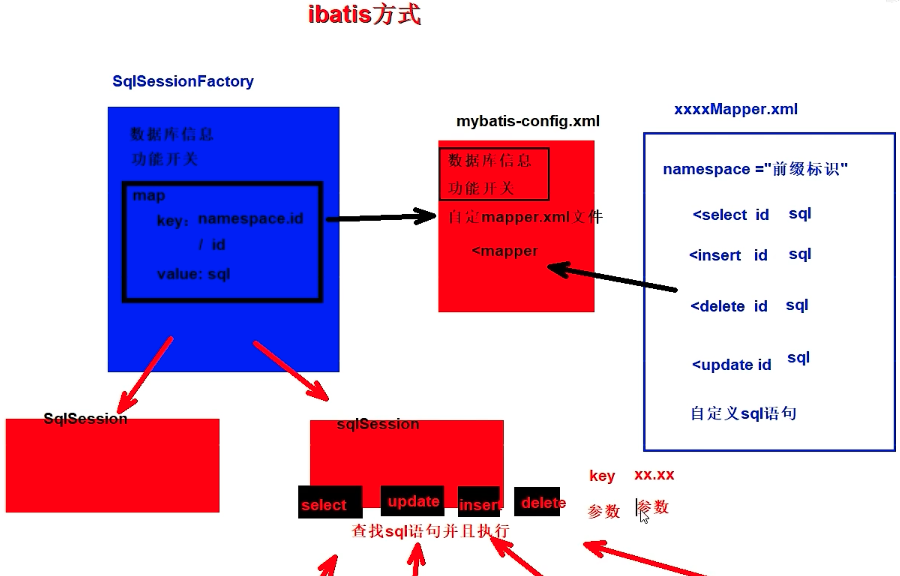 ibatis方式
SqlSessionFactory
数据库信息
功能开关
map
key: namespace.id
/ id
value: sql
mybatis-config.xml
数据库信息
功能开关
自定mapper.xml文件
<mapper
xxxxMapper.xml
namespace ="前缀标识"
<select id sql
<insert id sql
<delete id sql
<update id sql
自定义sql语句
SqlSession
sqlSession
select update insert delete
key xx.xx
参数 参数
查找sql语句并且执行